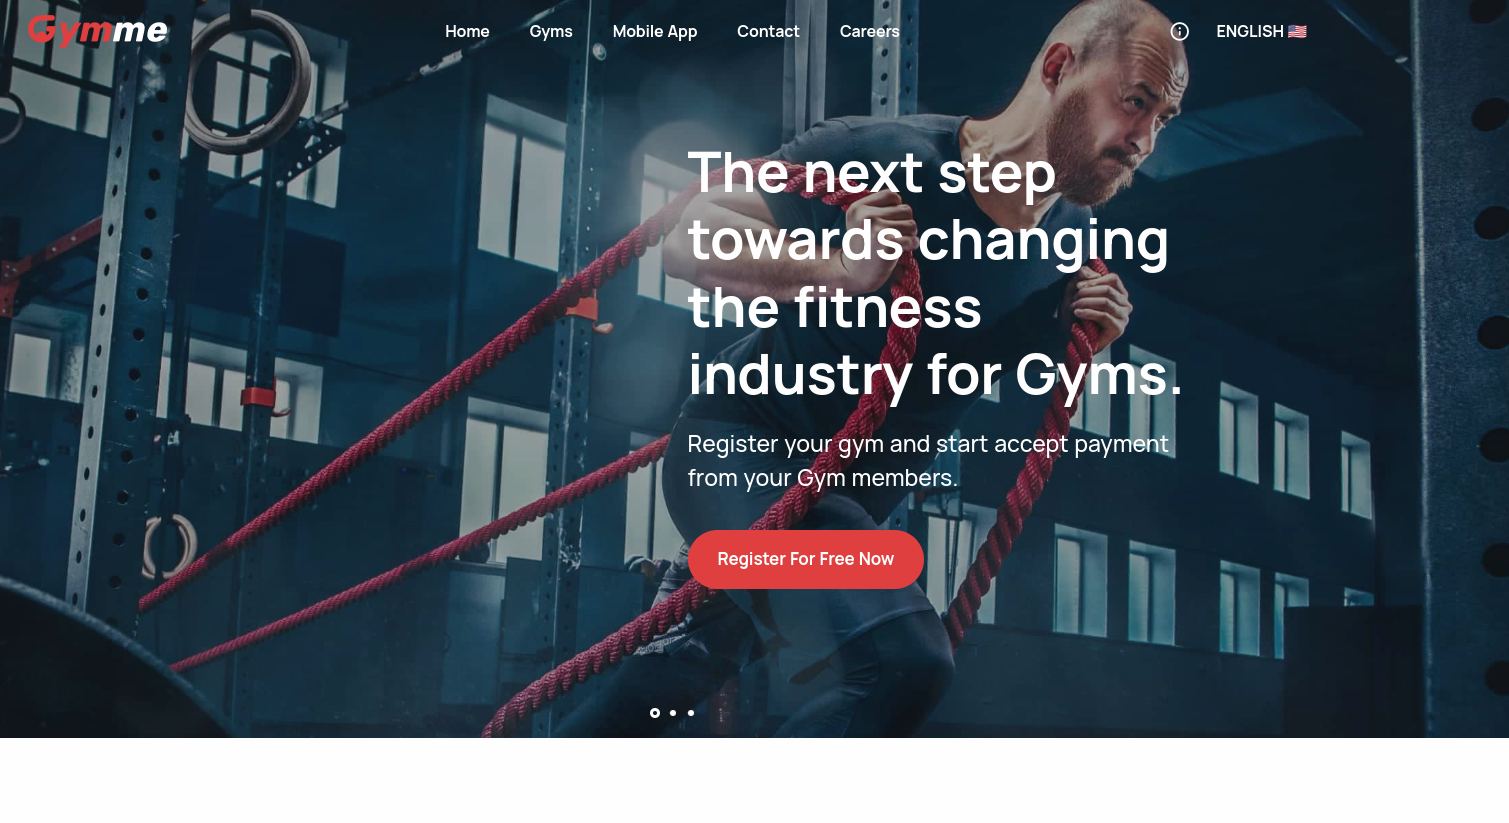 Gymme
Home Gyms Mobile App Contact Careers
ENGLISH 🇺🇸
The next step
towards changing
the fitness
industry for Gyms.
Register your gym and start accept payment
from your Gym members.
Register For Free Now